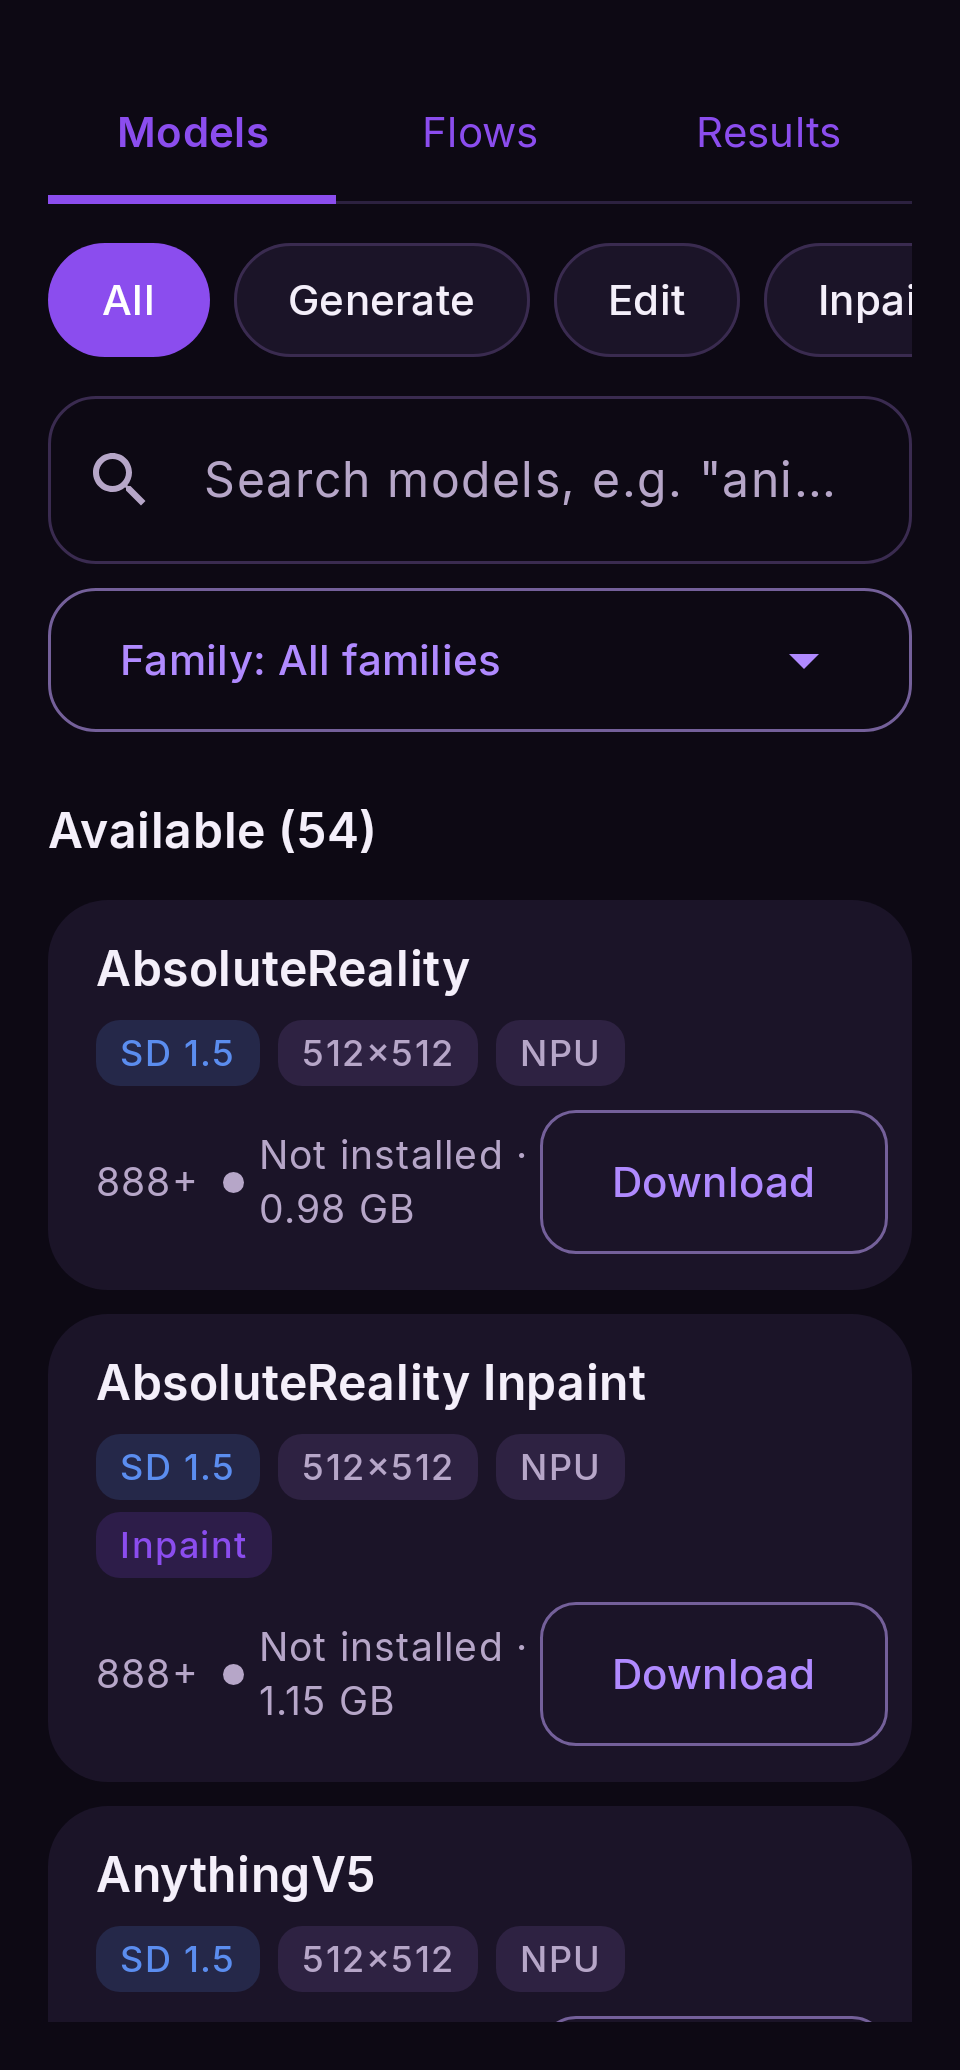 Models Flows Results
All Generate Edit Inpai
Search models, e.g. "ani...
Family: All families
Available (54)
AbsoluteReality
SD 1.5 512×512 NPU
888+ Not installed · 0.98 GB Download
AbsoluteReality Inpaint
SD 1.5 512×512 NPU
Inpaint
888+ Not installed · 1.15 GB Download
AnythingV5
SD 1.5 512×512 NPU